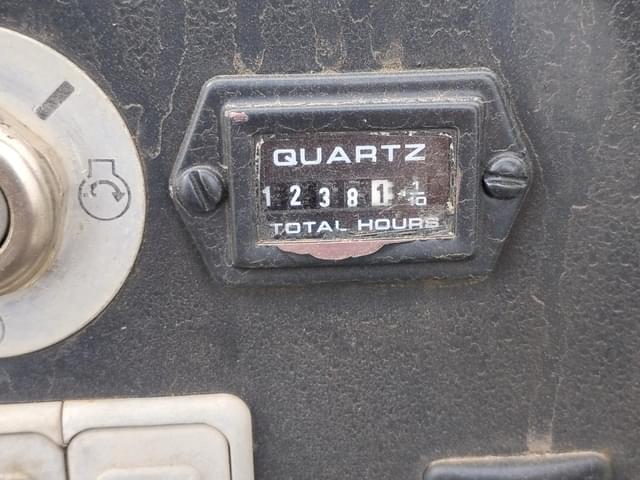 QUARTZ
12381 1/10
TOTAL HOURS